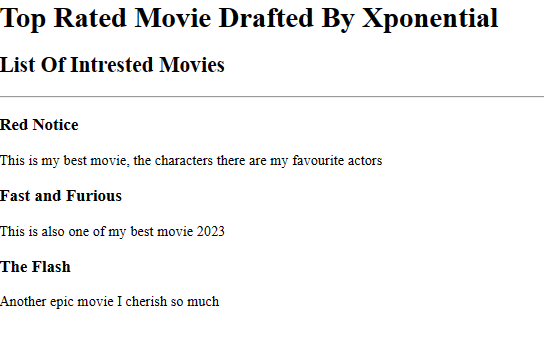 Top Rated Movie Drafted By Xponential
List Of Intrested Movies
Red Notice
This is my best movie, the characters there are my favourite actors
Fast and Furious
This is also one of my best movie 2023
The Flash
Another epic movie I cherish so much